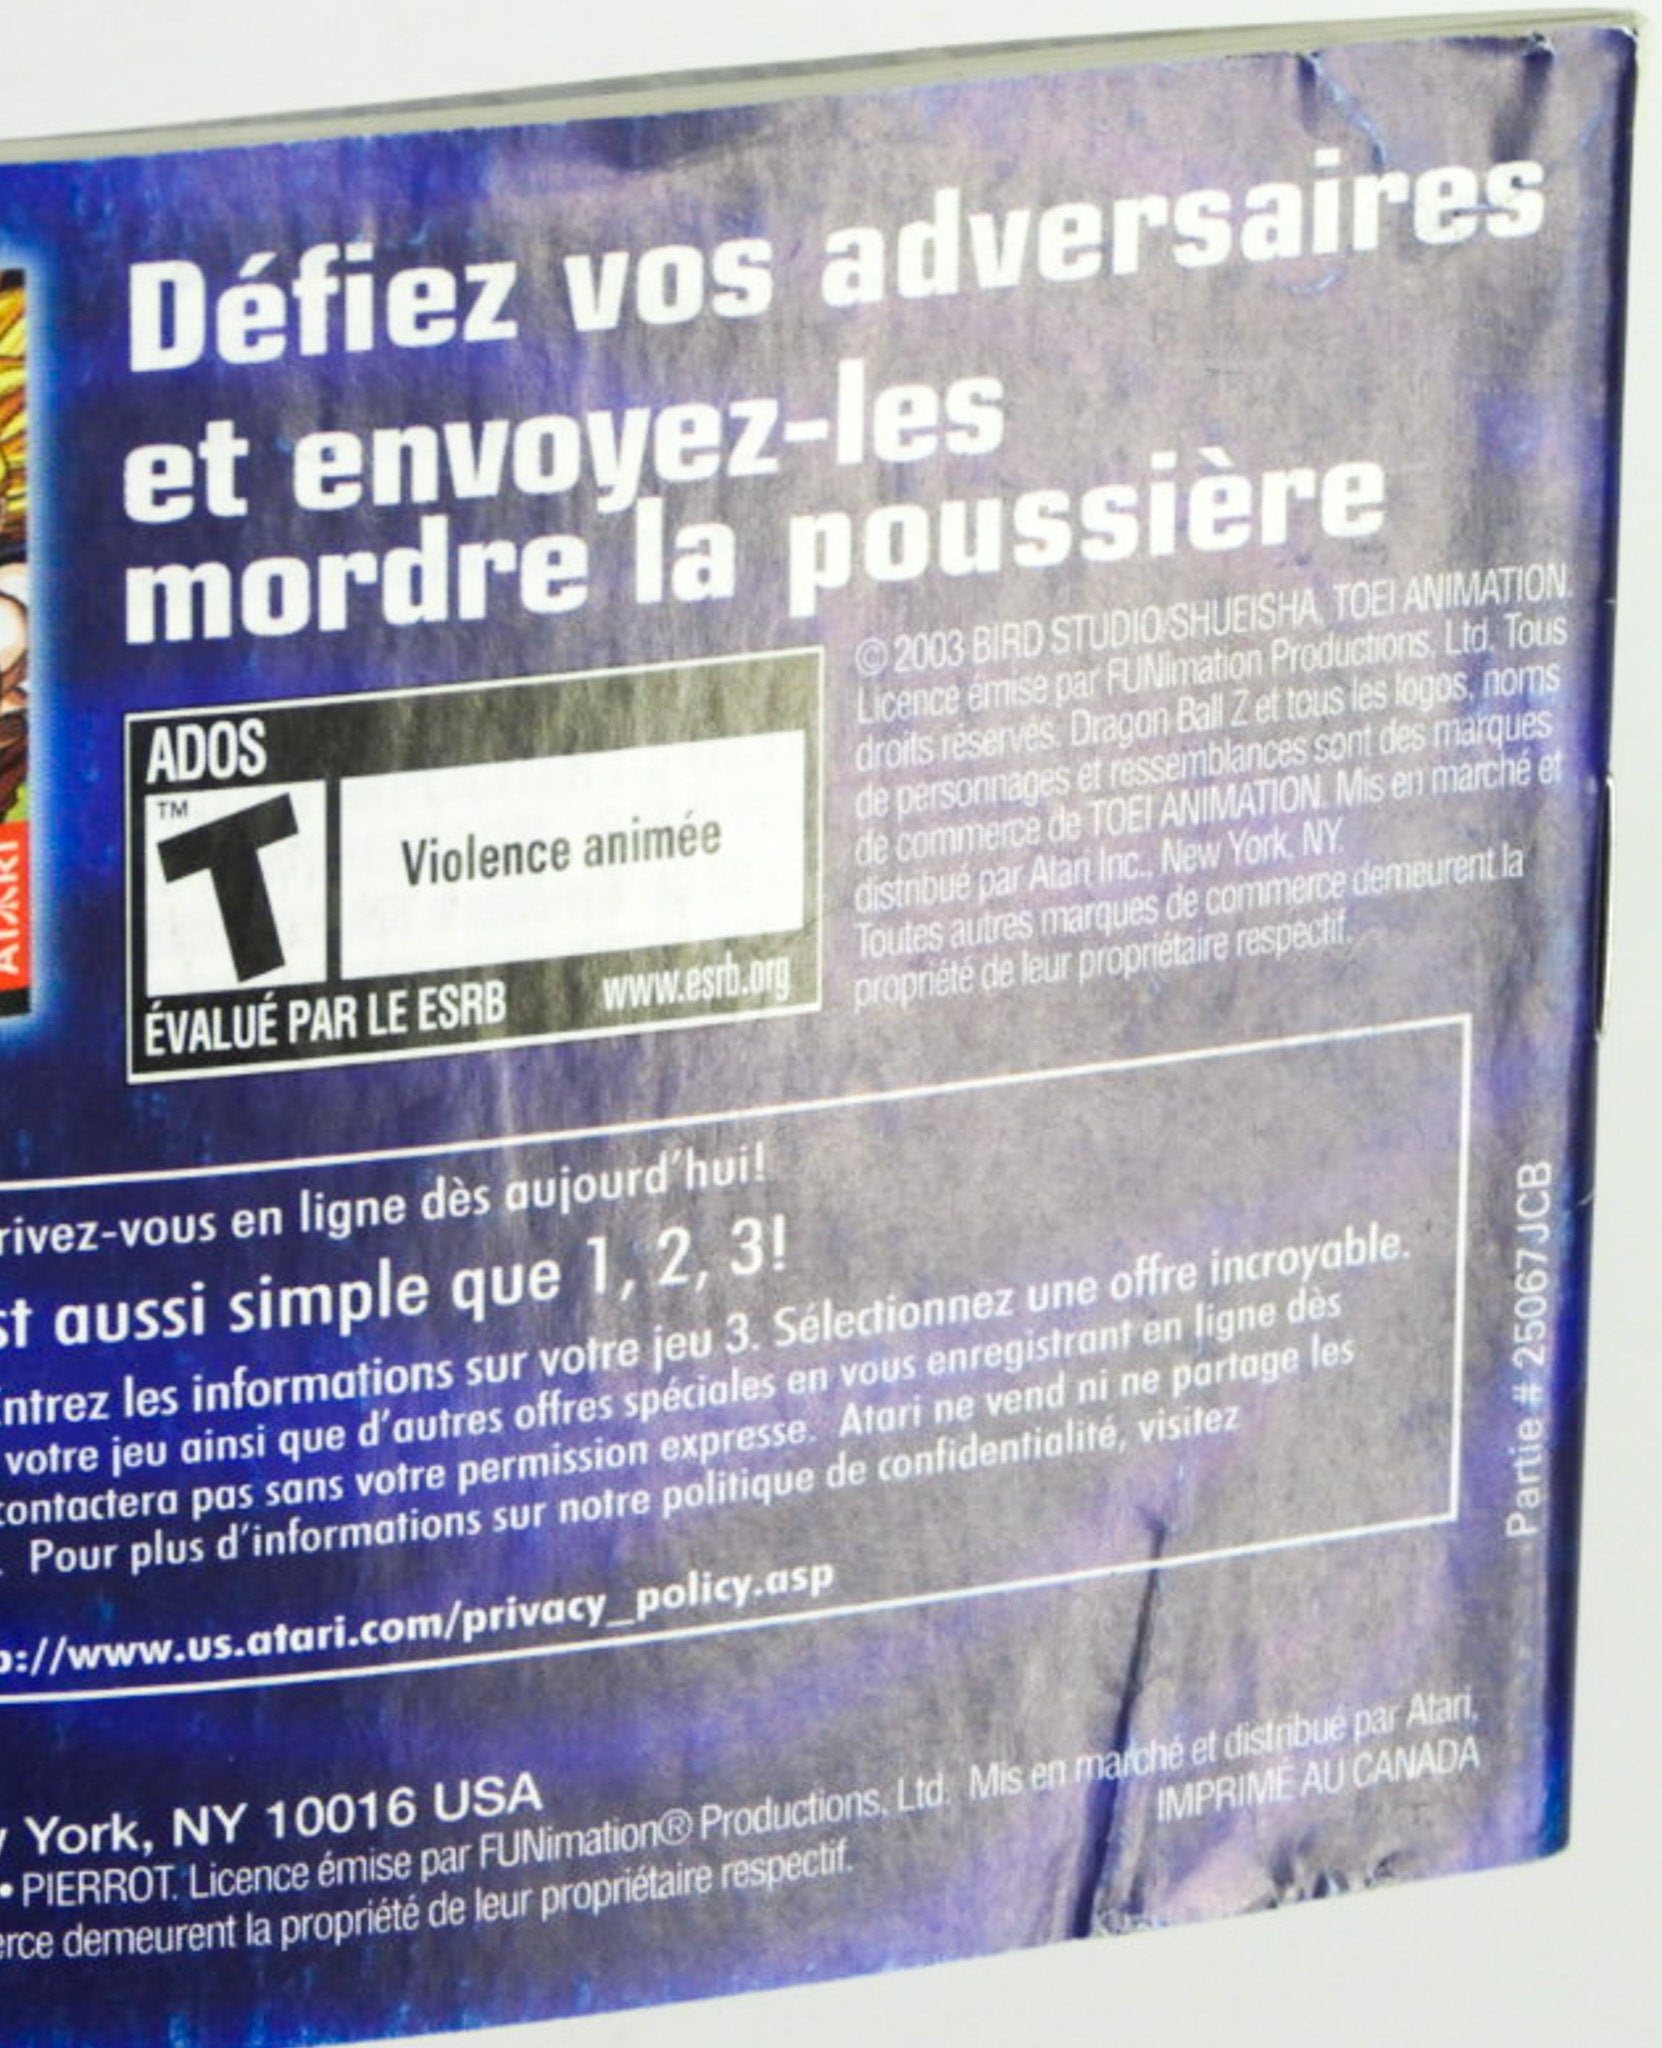 Défiez vos adversaires
et envoyez-les
mordre la poussière
© 2003 BIRD STUDIO/SHUEISHA, TOEI ANIMATION.
Licence émise par FUNimation Productions, Ltd. Tous
droits réservés. Dragon Ball Z et tous les logos, noms
de personnages et ressemblances sont des marques
de commerce de TOEI ANIMATION. Mis en marché et
distribué par Atari Inc., New York, NY.
Toutes autres marques de commerce demeurent la
propriété de leur propriétaire respectif.
ADOS
TM
T
Violence animée
ÉVALUÉ PAR LE ESRB www.esrb.org
ATARI
rivez-vous en ligne dès aujourd'hui!
st aussi simple que 1, 2, 3!
ntrez les informations sur votre jeu 3. Sélectionnez une offre incroyable.
votre jeu ainsi que d'autres offres spéciales en vous enregistrant en ligne dès
contactera pas sans votre permission expresse. Atari ne vend ni ne partage les
. Pour plus d'informations sur notre politique de confidentialité, visitez
p://www.us.atari.com/privacy_policy.asp
Partie # 25067JCB
York, NY 10016 USA
• PIERROT. Licence émise par FUNimation® Productions, Ltd. Mis en marché et distribué par Atari,
erce demeurent la propriété de leur propriétaire respectif.
IMPRIMÉ AU CANADA